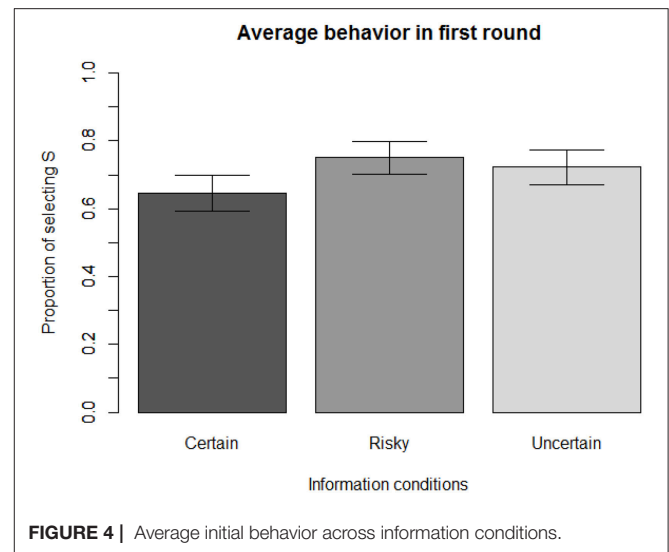 Average behavior in first round
Proportion of selecting S
1.0
0.8
0.6
0.4
0.2
0.0
Certain Risky Uncertain
Information conditions
FIGURE 4 | Average initial behavior across information conditions.